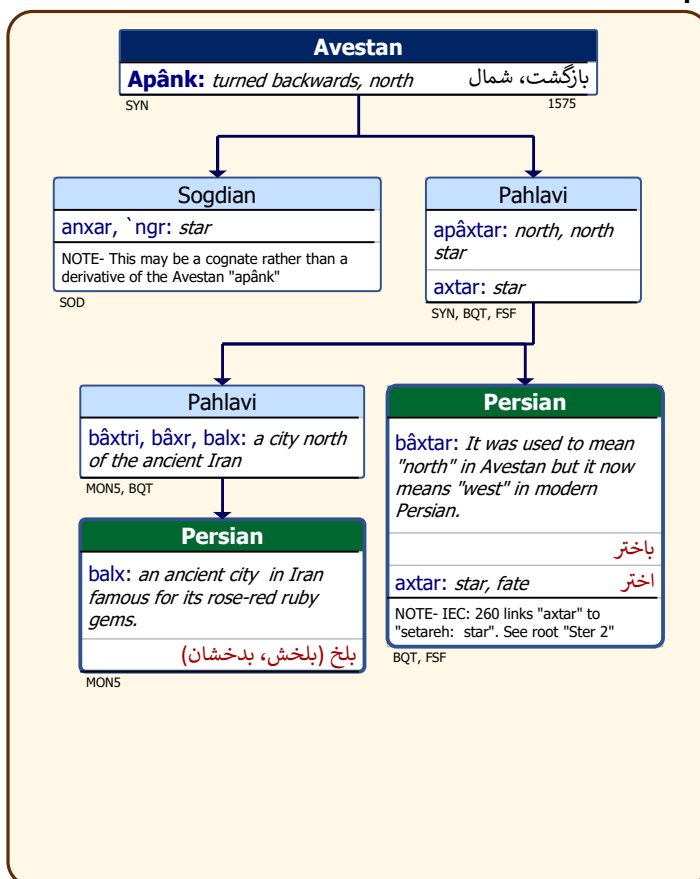 Avestan
Apânk: turned backwards, north بازگشت، شمال
SYN 1575
Sogdian
anxar, `ngr: star
NOTE- This may be a cognate rather than a
derivative of the Avestan "apânk"
SOD
Pahlavi
apâxtar: north, north
star
axtar: star
SYN, BQT, FSF
Pahlavi
bâxtri, bâxr, balx: a city north
of the ancient Iran
MON5, BQT
Persian
balx: an ancient city in Iran
famous for its rose-red ruby
gems.
بلخ (بلخش، بدخشان)
MON5
Persian
bâxtar: It was used to mean
"north" in Avestan but it now
means "west" in modern
Persian.
باختر
axtar: star, fate اختر
NOTE- IEC: 260 links "axtar" to
"setareh: star". See root "Ster 2"
BQT, FSF